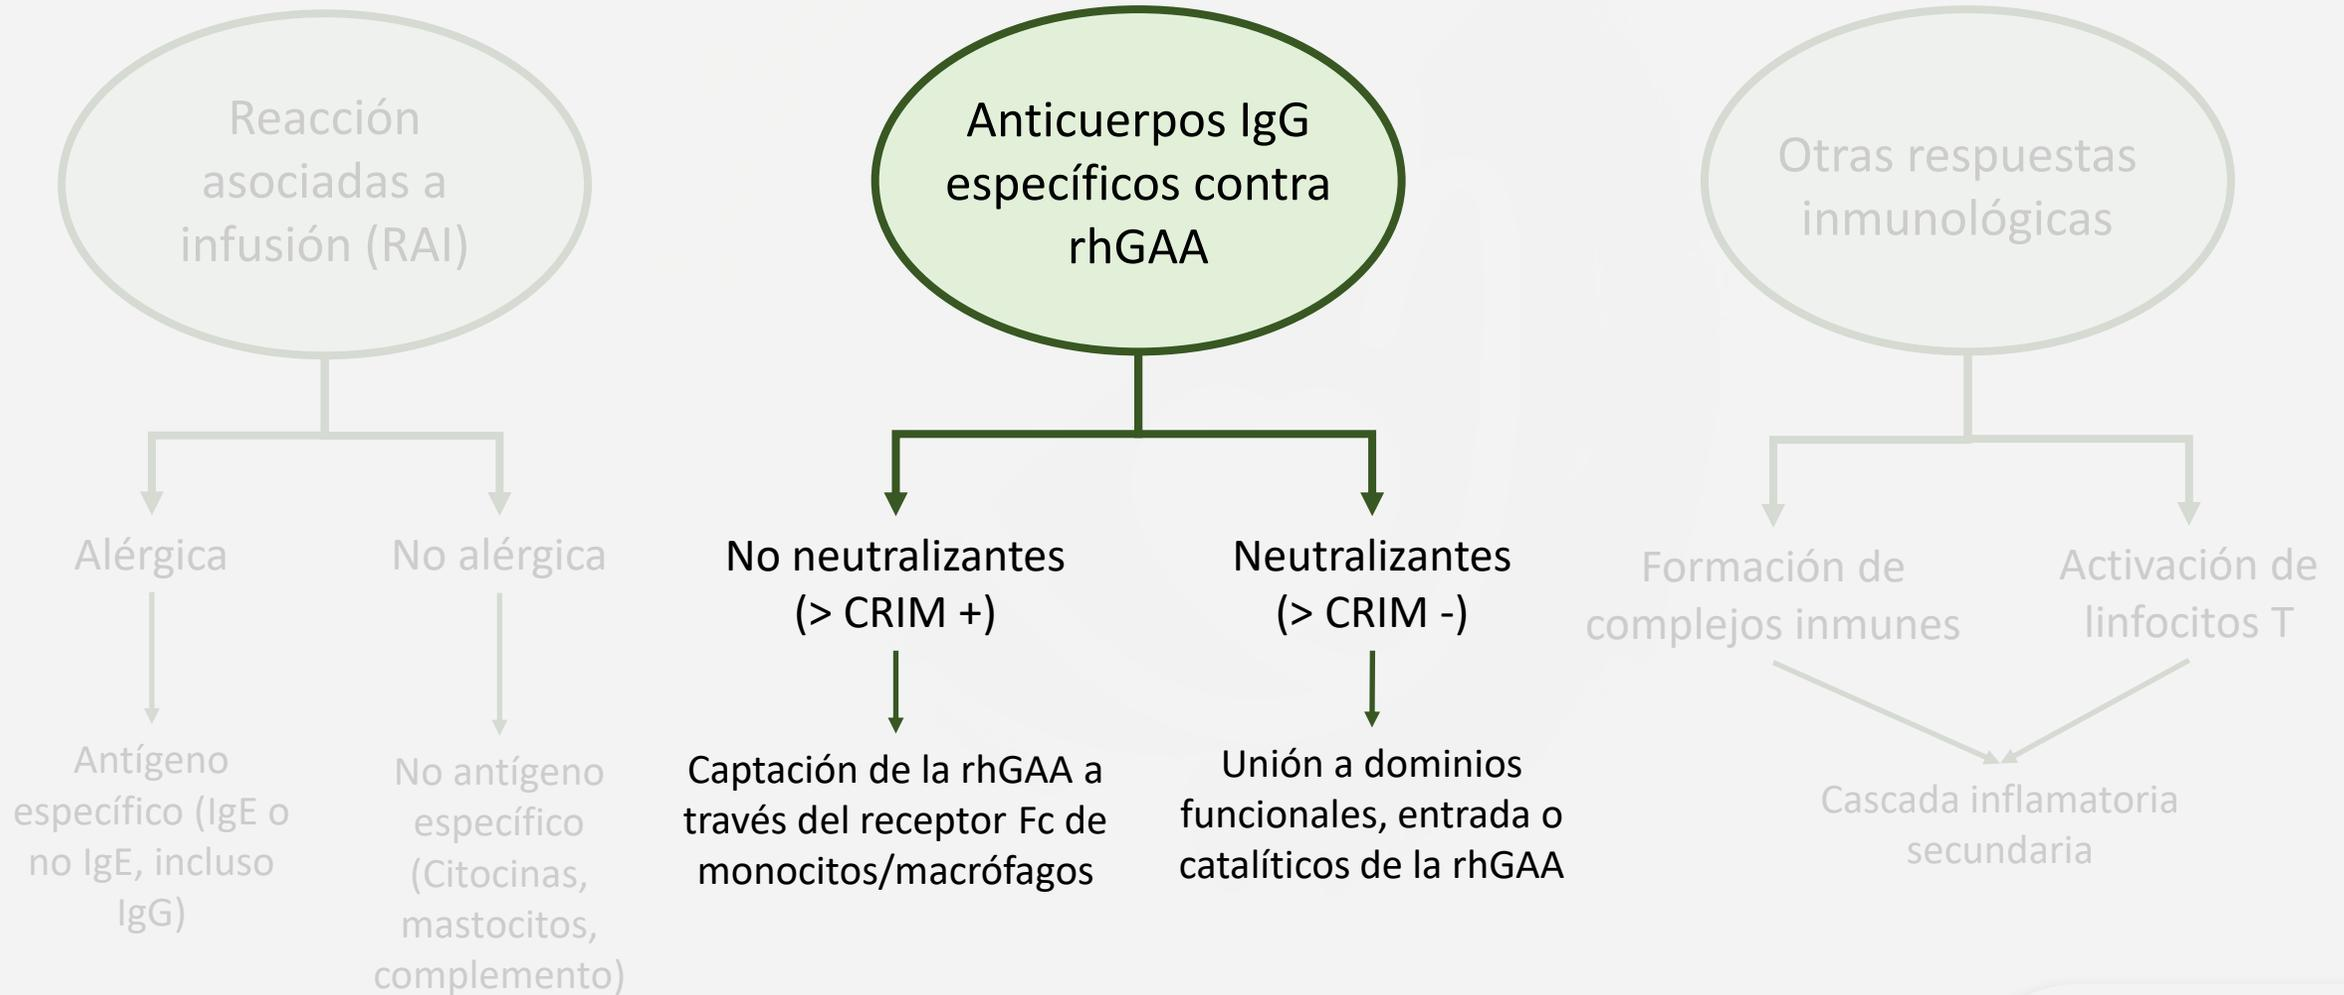 Reacción
asociadas a
infusión (RAI)
Alérgica
No alérgica
Antígeno
específico (IgE o
no IgE, incluso
IgG)
No antígeno
específico
(Citocinas,
mastocitos,
complemento)
Anticuerpos IgG
específicos contra
rhGAA
No neutralizantes
(> CRIM +)
Neutralizantes
(> CRIM -)
Captación de la rhGAA a
través del receptor Fc de
monocitos/macrófagos
Unión a dominios
funcionales, entrada o
catalíticos de la rhGAA
Otras respuestas
inmunológicas
Formación de
complejos inmunes
Activación de
linfocitos T
Cascada inflamatoria
secundaria